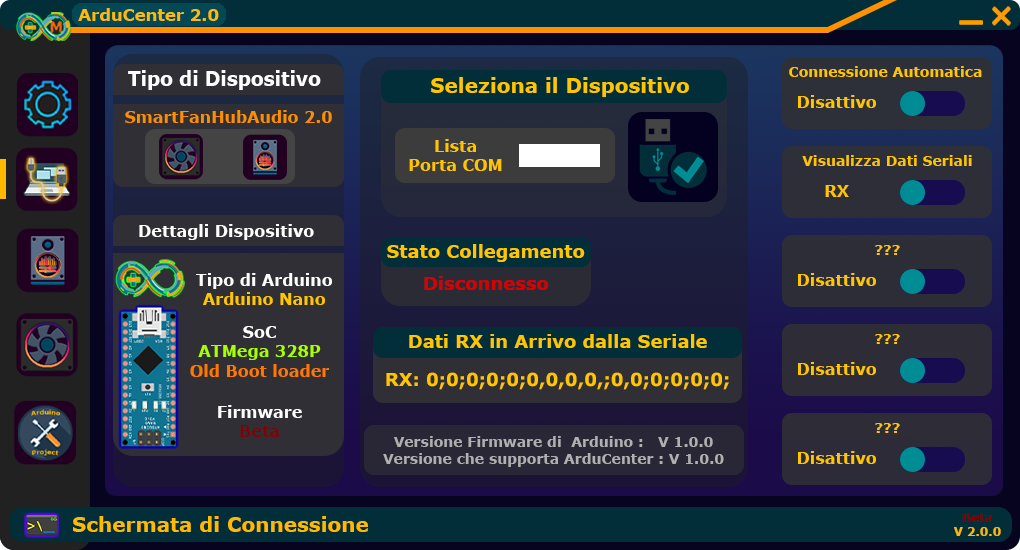 ArduCenter 2.0
Tipo di Dispositivo
SmartFanHubAudio 2.0
Dettagli Dispositivo
Tipo di Arduino
Arduino Nano
SoC
ATMega 328P
Old Boot loader
Firmware
Beta
Seleziona il Dispositivo
Lista
Porta COM
Stato Collegamento
Disconnesso
Dati RX in Arrivo dalla Seriale
RX: 0;0;0;0;0;0,0,0,0,;0,0;0;0;0;0;
Versione Firmware di Arduino : V 1.0.0
Versione che supporta ArduCenter : V 1.0.0
Connessione Automatica
Disattivo
Visualizza Dati Seriali
RX
???
Disattivo
???
Disattivo
???
Disattivo
Arduino
Project
>\_
Schermata di Connessione
Beta
V 2.0.0